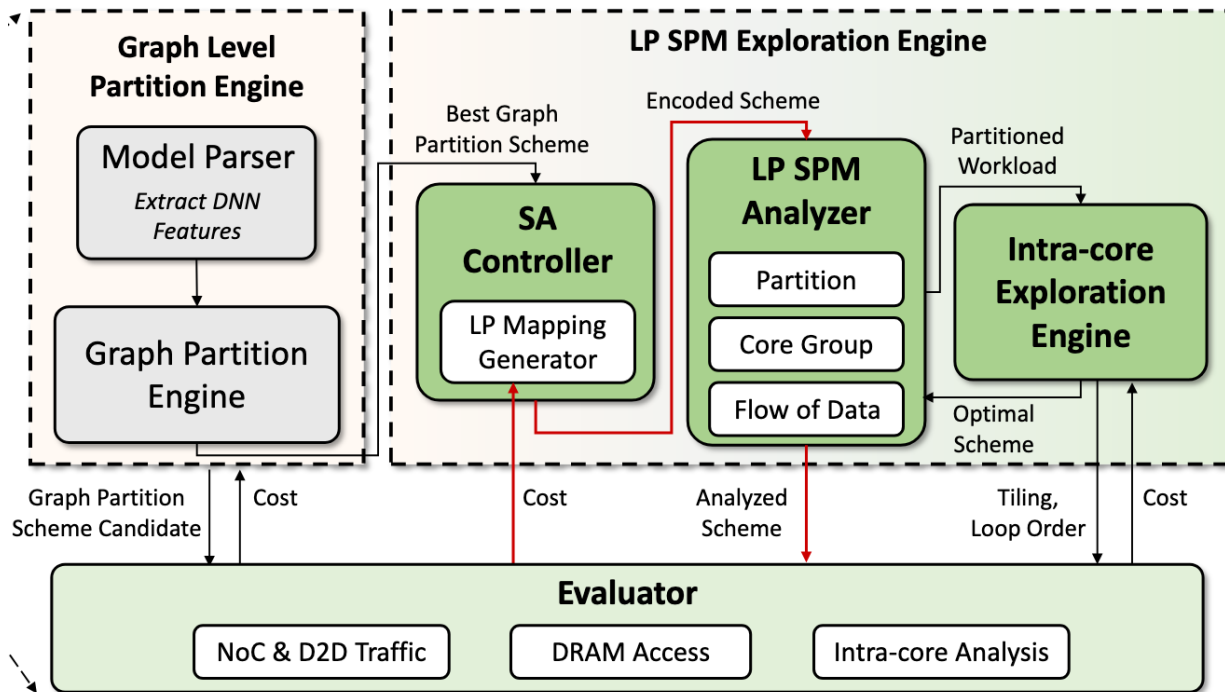 Graph Level
Partition Engine
Model Parser
Extract DNN
Features
Graph Partition
Engine
LP SPM Exploration Engine
Best Graph
Partition Scheme
Encoded Scheme
SA
Controller
LP Mapping
Generator
LP SPM
Analyzer
Partition
Core Group
Flow of Data
Partitioned
Workload
Intra-core
Exploration
Engine
Optimal
Scheme
Graph Partition
Scheme Candidate
Cost
Cost
Analyzed
Scheme
Tiling,
Loop Order
Cost
Evaluator
NoC & D2D Traffic
DRAM Access
Intra-core Analysis